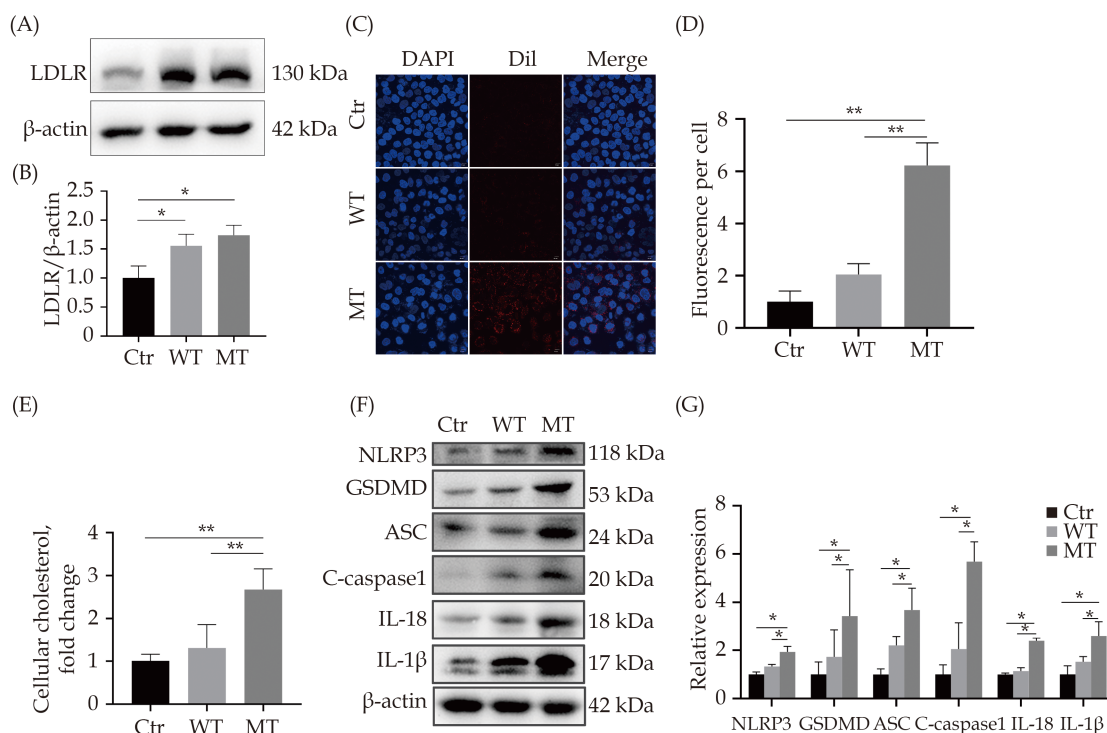 (A)
LDLR
130 kDa
β-actin
42 kDa
(B)
LDLR/β-actin
2.5
2.0
1.5
1.0
0.5
0
*
*
Ctr WT MT
(C)
DAPI Dil Merge
Ctr
WT
MT
(D)
Fluorescence per cell
8
6
4
2
0
**
**
Ctr WT MT
(E)
Cellular cholesterol,
fold change
4
3
2
1
0
**
**
Ctr WT MT
(F)
Ctr WT MT
NLRP3 118 kDa
GSDMD 53 kDa
ASC 24 kDa
C-caspase1 20 kDa
IL-18 18 kDa
IL-1β 17 kDa
β-actin 42 kDa
(G)
Relative expression
8
6
4
2
0
* * * * * *
* * * * * *
Ctr
WT
MT
NLRP3 GSDMD ASC C-caspase1 IL-18 IL-1β